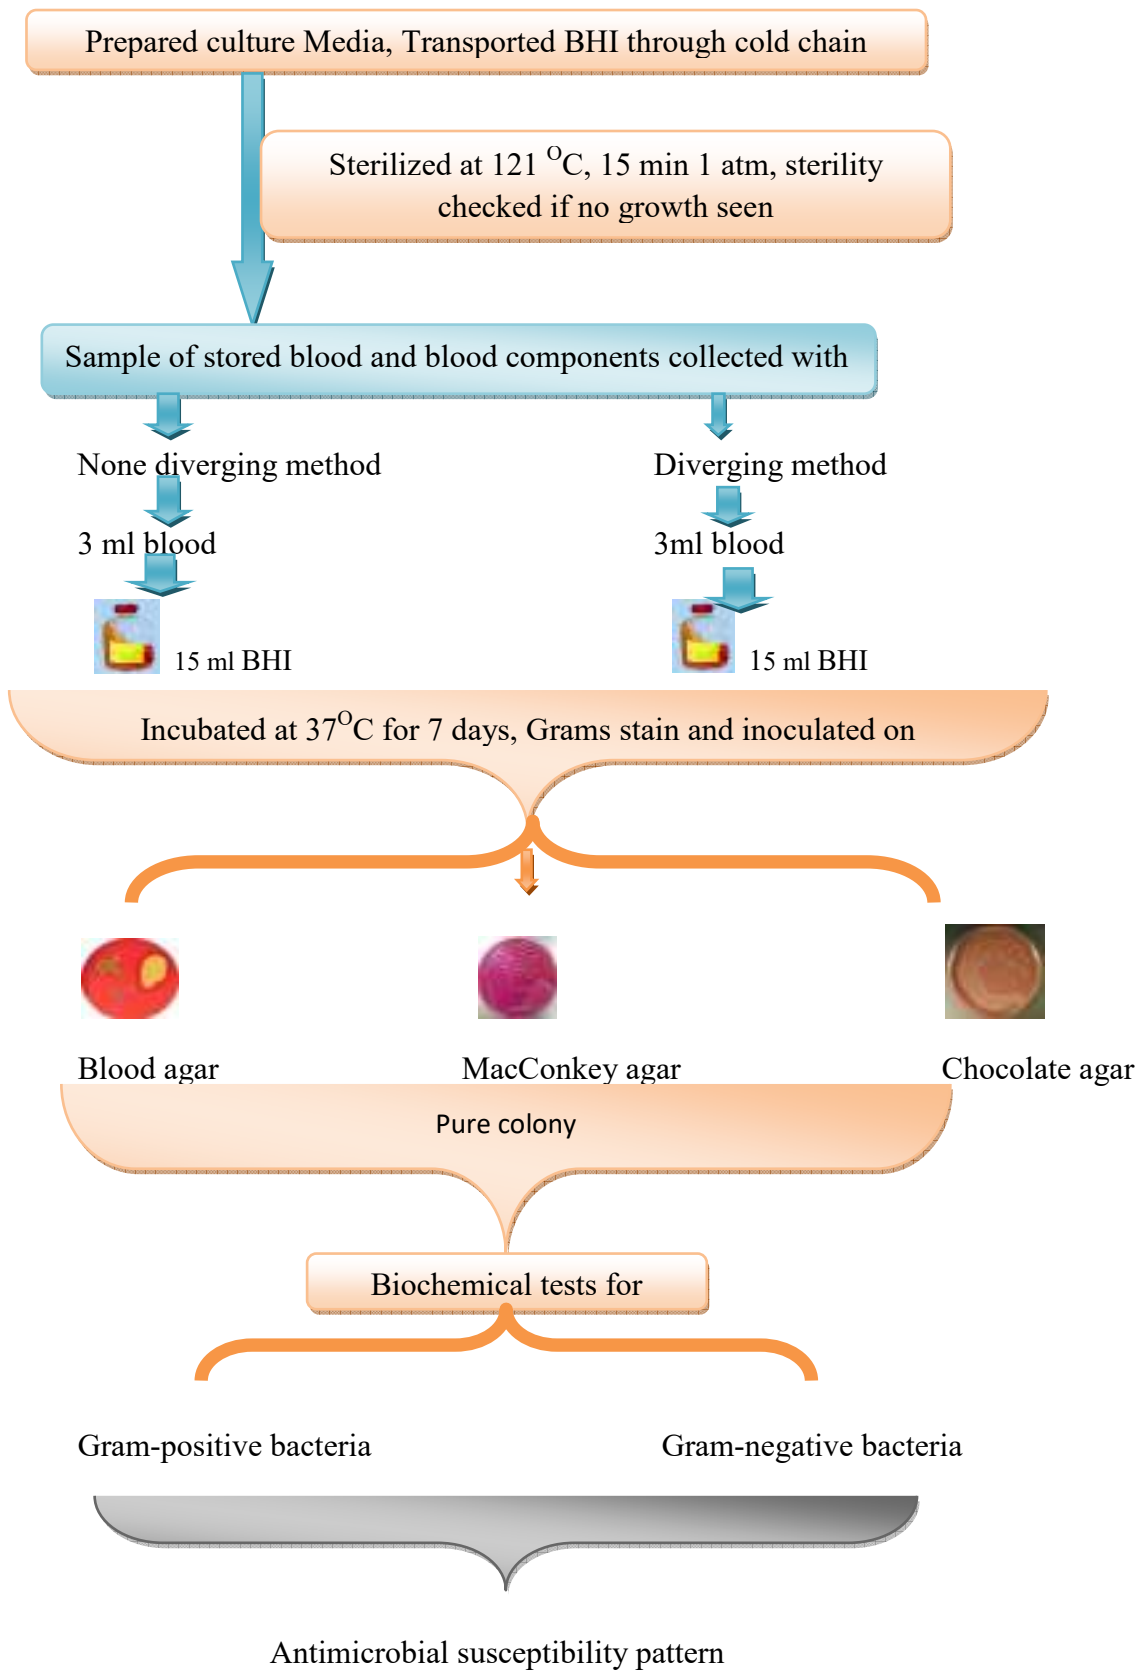 Prepared culture Media, Transported BHI through cold chain
Sterilized at 121 ᴼC, 15 min 1 atm, sterility
checked if no growth seen
Sample of stored blood and blood components collected with
None diverging method
Diverging method
3 ml blood
3ml blood
15 ml BHI
15 ml BHI
Incubated at 37ᴼC for 7 days, Grams stain and inoculated on
Blood agar
MacConkey agar
Chocolate agar
Pure colony
Biochemical tests for
Gram-positive bacteria
Gram-negative bacteria
Antimicrobial susceptibility pattern